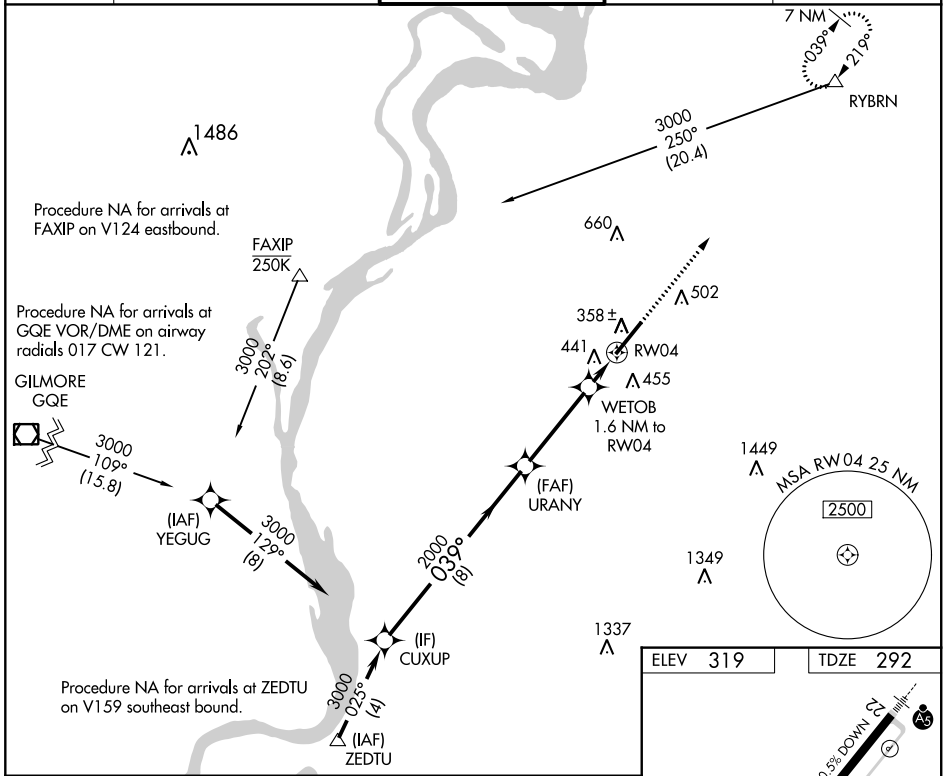 7 NM
039°
219°
RYBRN
3000
250°
(20.4)
1486
Procedure NA for arrivals at
FAXIP on V124 eastbound.
660
FAXIP
250K
502
Procedure NA for arrivals at
GQE VOR/DME on airway
radials 017 CW 121.
358 ±
441
RW04
3000
202°
(8.6)
455
GILMORE
GQE
WETOB
1.6 NM to
RW04
3000
109°
(15.8)
1449
MSA RW04 25 NM
2500
(FAF)
URANY
(IAF)
YEGUG
3000
129°
(8)
2000
039°
(8)
1349
(IF)
CUXUP
1337
ELEV 319
TDZE 292
Procedure NA for arrivals at ZEDTU
on V159 southeast bound.
3000
025°
(4)
(IAF)
ZEDTU
22
A5
0.5% DOWN
P